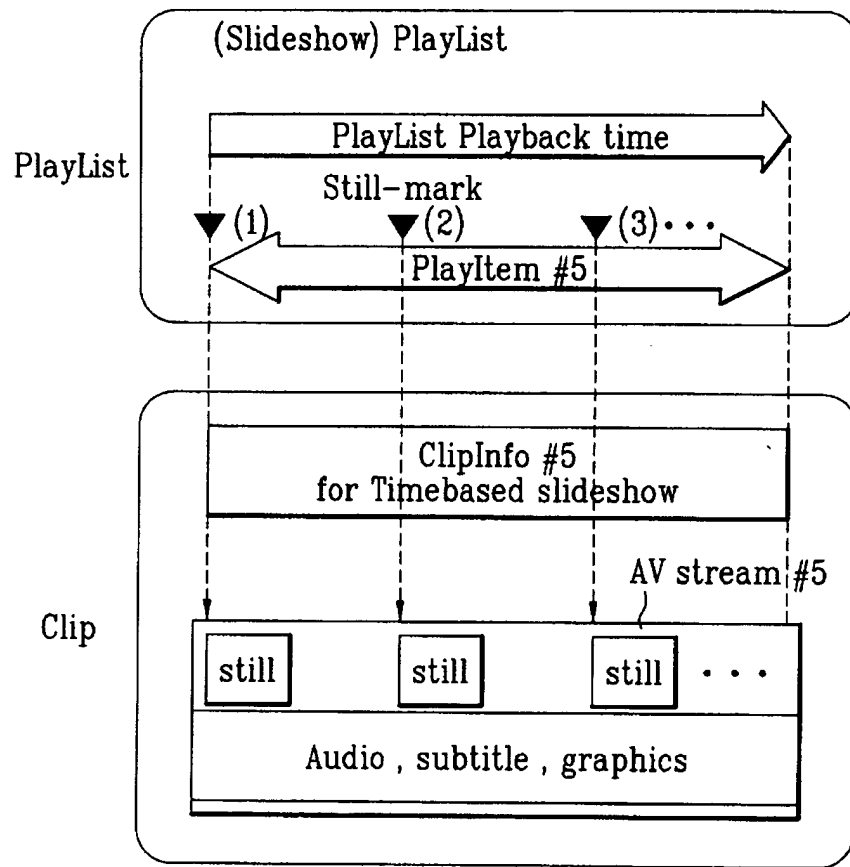 (Slideshow) PlayList
PlayList Playback time
PlayList
Still-mark
(1)
(2)
(3) ···
PlayItem #5
ClipInfo #5
for Timebased slideshow
AV stream #5
Clip
still
still
still
···
Audio , subtitle , graphics